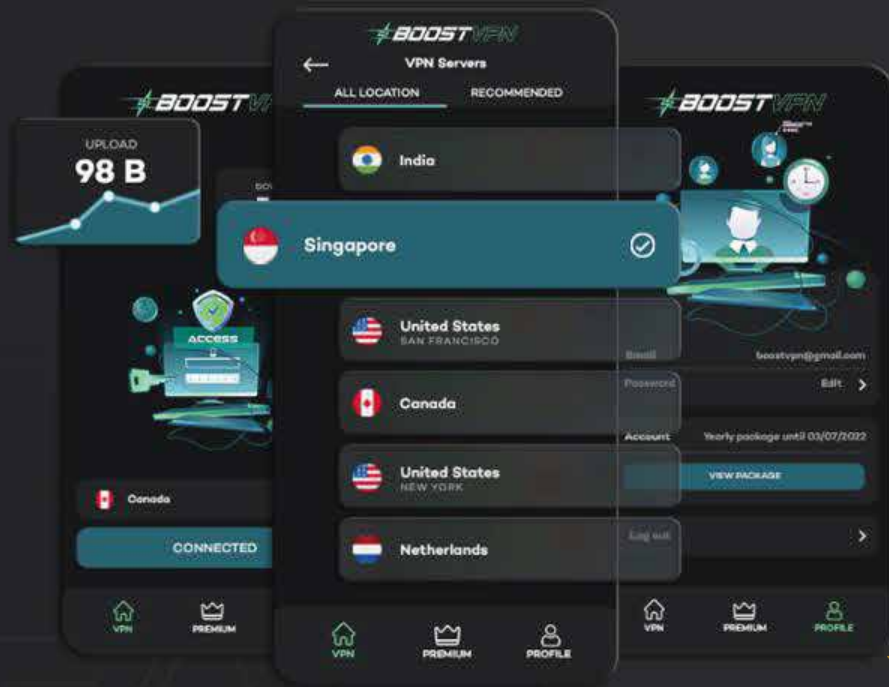 BOOSTVPN
VPN Servers
ALL LOCATION
RECOMMENDED
India
Singapore
United States
SAN FRANCISCO
Canada
United States
NEW YORK
Netherlands
VPN
PREMIUM
PROFILE
BOOST
UPLOAD
98 B
ACCESS
Canada
CONNECTED
VPN
PREMIUM
BOOSTVPN
Email
boostvpn@gmail.com
Password
Edit
Account
Yearly package until 03/07/2022
VIEW PACKAGE
Log out
VPN
PREMIUM
PROFILE